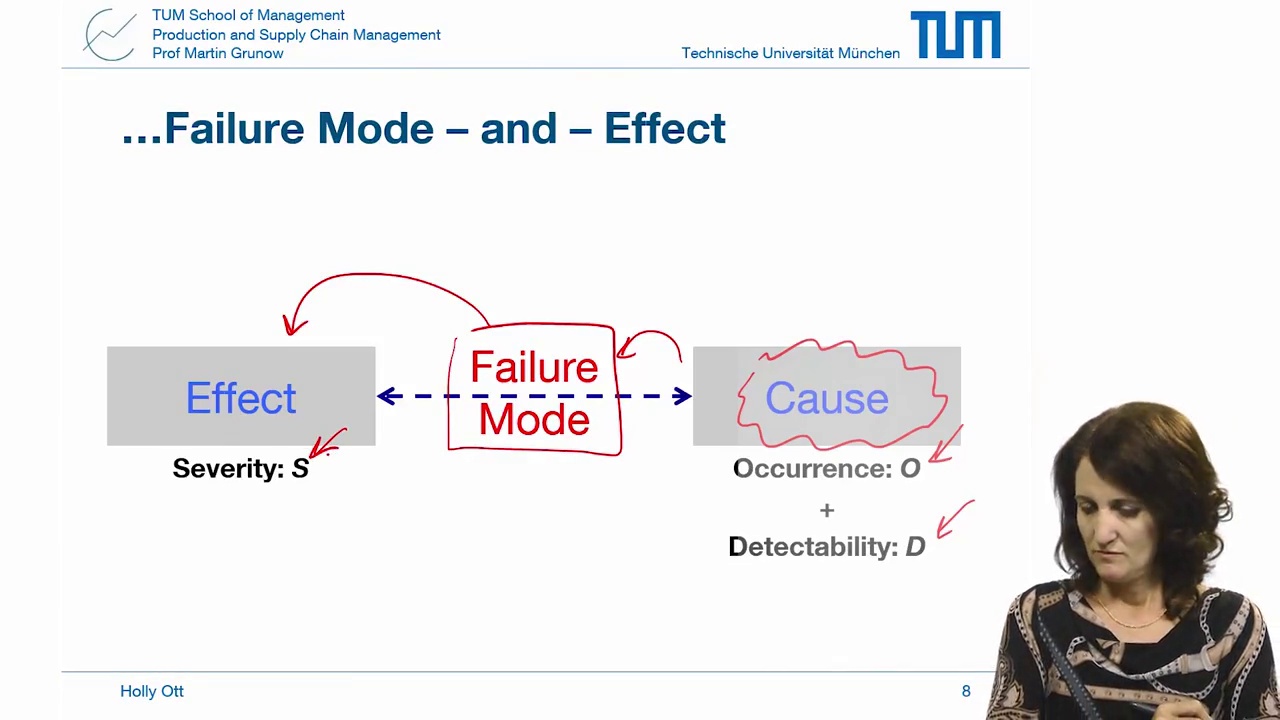 TUM School of Management
Production and Supply Chain Management
Prof Martin Grunow
Technische Universität München
TUM
...Failure Mode – and – Effect
Effect
Failure
Mode
Cause
Severity: S
Occurrence: O
+
Detectability: D
Holly Ott
8